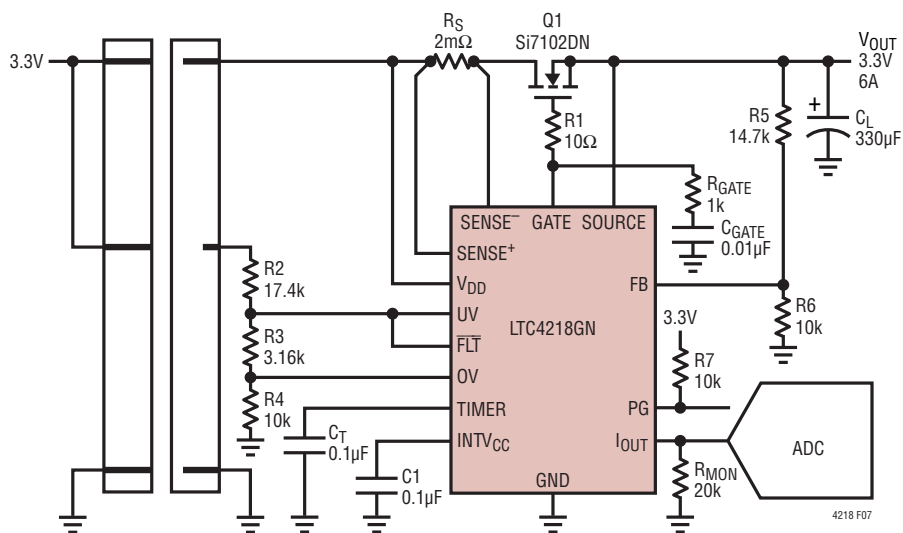 3.3V
RS
2mΩ
Q1
Si7102DN
VOUT
3.3V
6A
R1
10Ω
R5
14.7k
+
CL
330µF
RGATE
1k
CGATE
0.01µF
SENSE–
GATE
SOURCE
SENSE+
VDD
UV
FLT
OV
TIMER
INTVCC
LTC4218GN
FB
PG
IOUT
GND
R2
17.4k
R3
3.16k
R4
10k
CT
0.1µF
C1
0.1µF
R6
10k
3.3V
R7
10k
RMON
20k
ADC
4218 F07